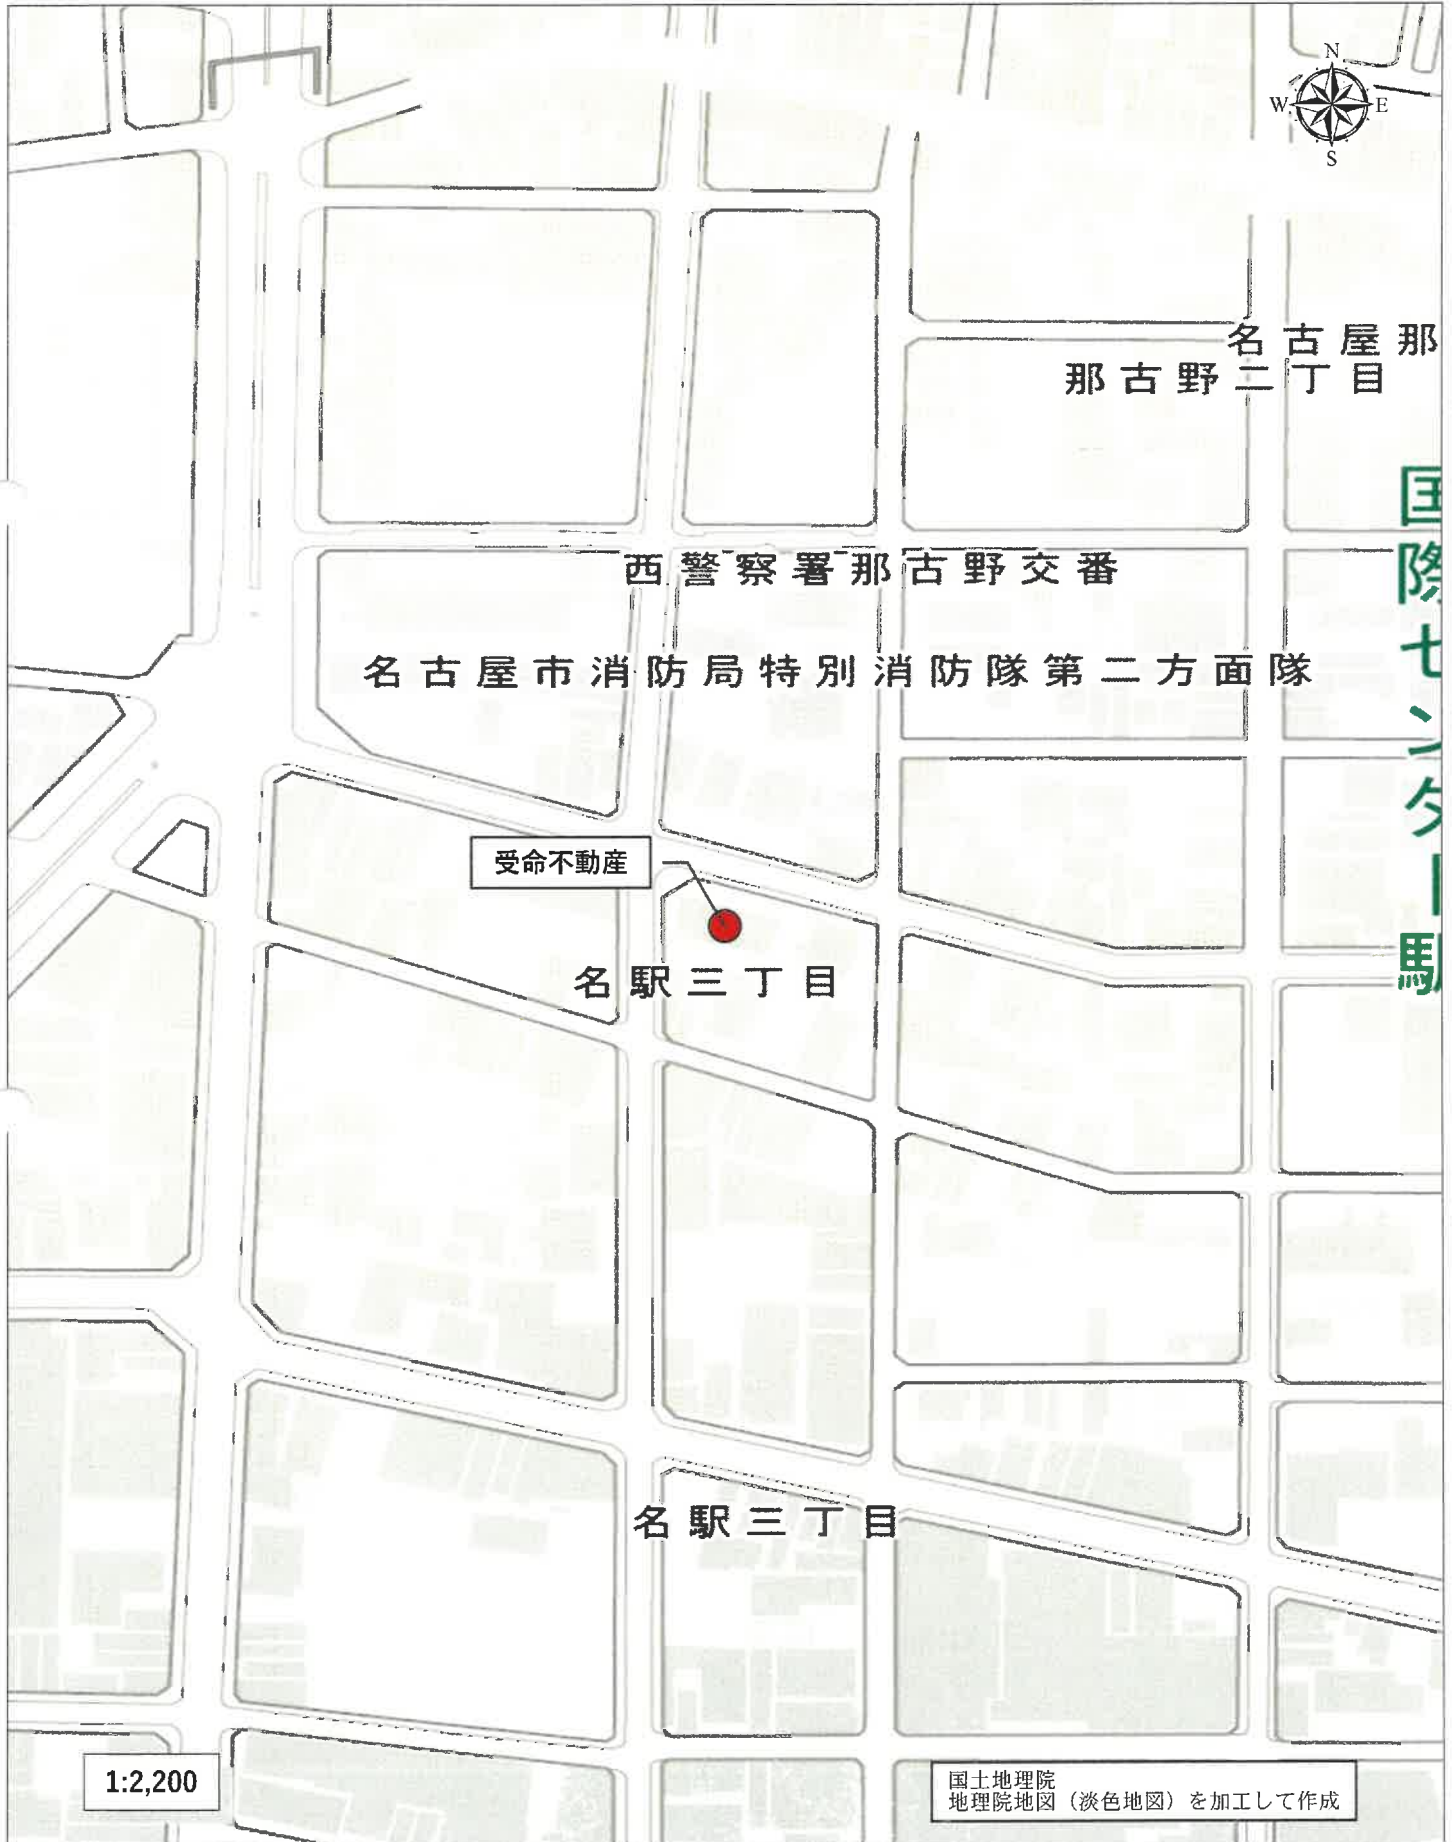 N
W E
S
名古屋那
那古野二丁目
国際センター駅
西警察署那古野交番
名古屋市消防局特別消防隊第二方面隊
受命不動産
名駅三丁目
名駅三丁目
1:2,200
国土地理院
地理院地図（淡色地図）を加工して作成